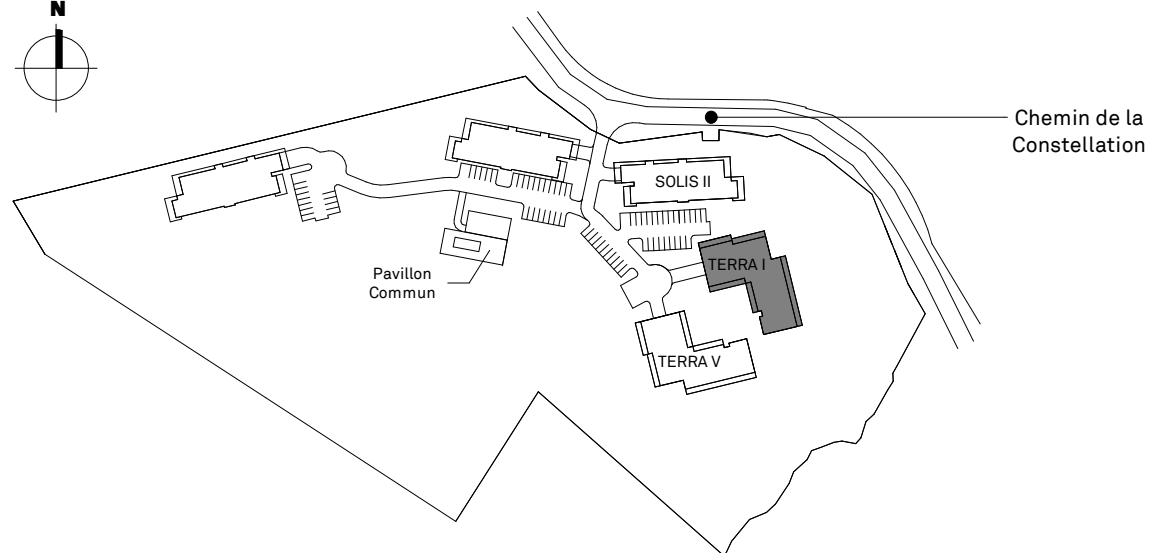 N
Chemin de la
Constellation
SOLIS II
TERRA I
Pavillon
Commun
TERRA V